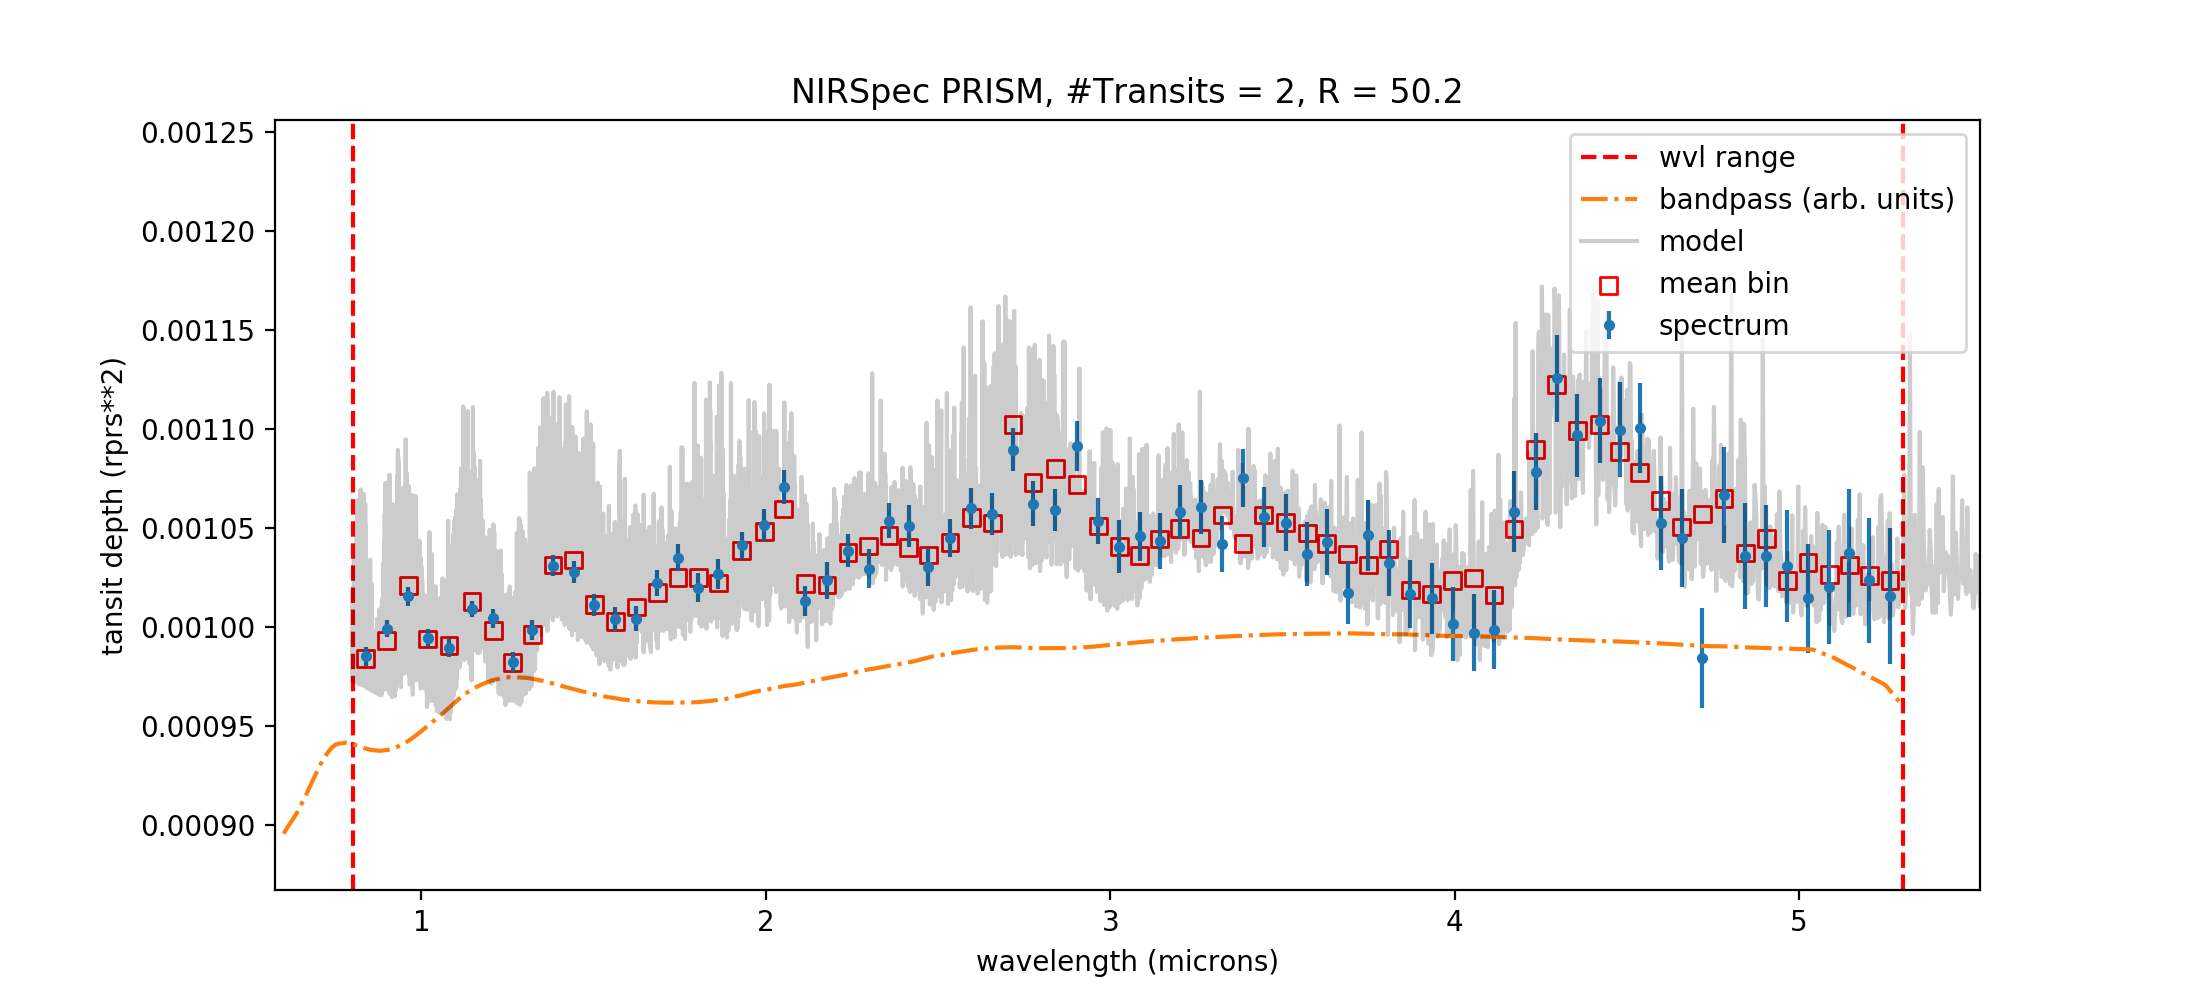 NIRSpec PRISM, #Transits = 2, R = 50.2
0.00125
0.00120
0.00115
0.00110
0.00105
0.00100
0.00095
0.00090
tansit depth (rprs**2)
wvl range
bandpass (arb. units)
model
mean bin
spectrum
1 2 3 4 5
wavelength (microns)